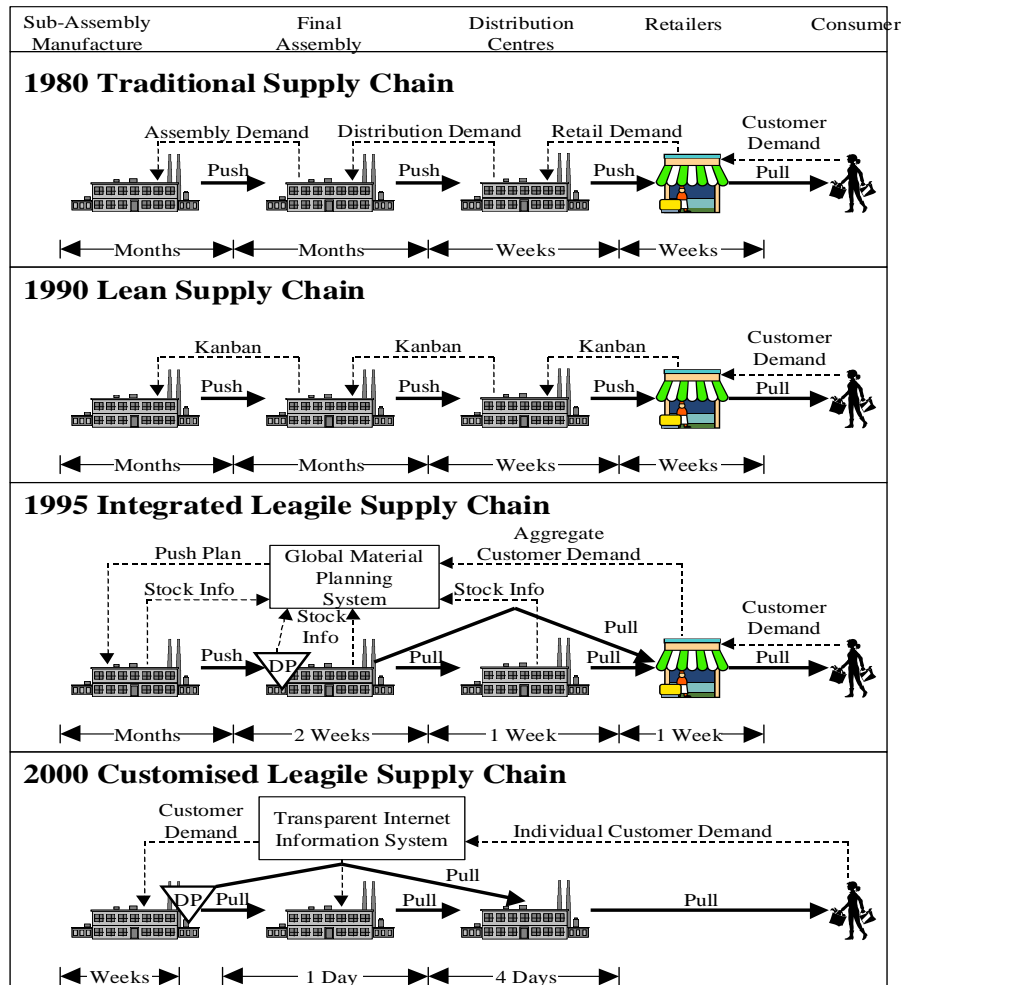 Sub-Assembly
Manufacture
Final
Assembly
Distribution
Centres
Retailers
Consumer
1980 Traditional Supply Chain
Assembly Demand
Distribution Demand
Retail Demand
Customer
Demand
Push
Push
Push
Pull
Months
Months
Weeks
Weeks
1990 Lean Supply Chain
Kanban
Kanban
Kanban
Customer
Demand
Push
Push
Push
Pull
Months
Months
Weeks
Weeks
1995 Integrated Leagile Supply Chain
Push Plan
Global Material
Planning
System
Aggregate
Customer Demand
Stock Info
Stock
Info
Stock Info
Customer
Demand
Pull
Push
DP
Pull
Pull
Pull
Months
2 Weeks
1 Week
1 Week
2000 Customised Leagile Supply Chain
Customer
Demand
Transparent Internet
Information System
Individual Customer Demand
Pull
DP
Pull
Pull
Pull
Weeks
1 Day
4 Days